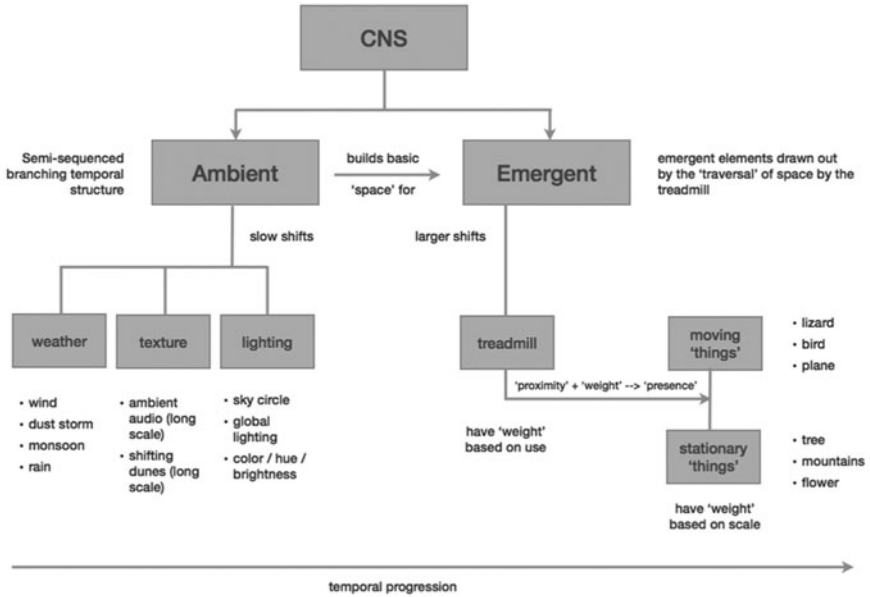 CNS
Semi-sequenced
branching temporal
structure
Ambient
builds basic
‘space’ for
Emergent
emergent elements drawn out
by the ‘traversal’ of space by the
treadmill
slow shifts
larger shifts
weather
texture
lighting
treadmill
moving
‘things’
• lizard
• bird
• plane
‘proximity’ + ‘weight’ --> ‘presence’
• wind
• dust storm
• monsoon
• rain
• ambient
audio (long
scale)
• shifting
dunes (long
scale)
• sky circle
• global
lighting
• color / hue /
brightness
have ‘weight’
based on use
stationary
‘things’
• tree
• mountains
• flower
have ‘weight’
based on scale
temporal progression